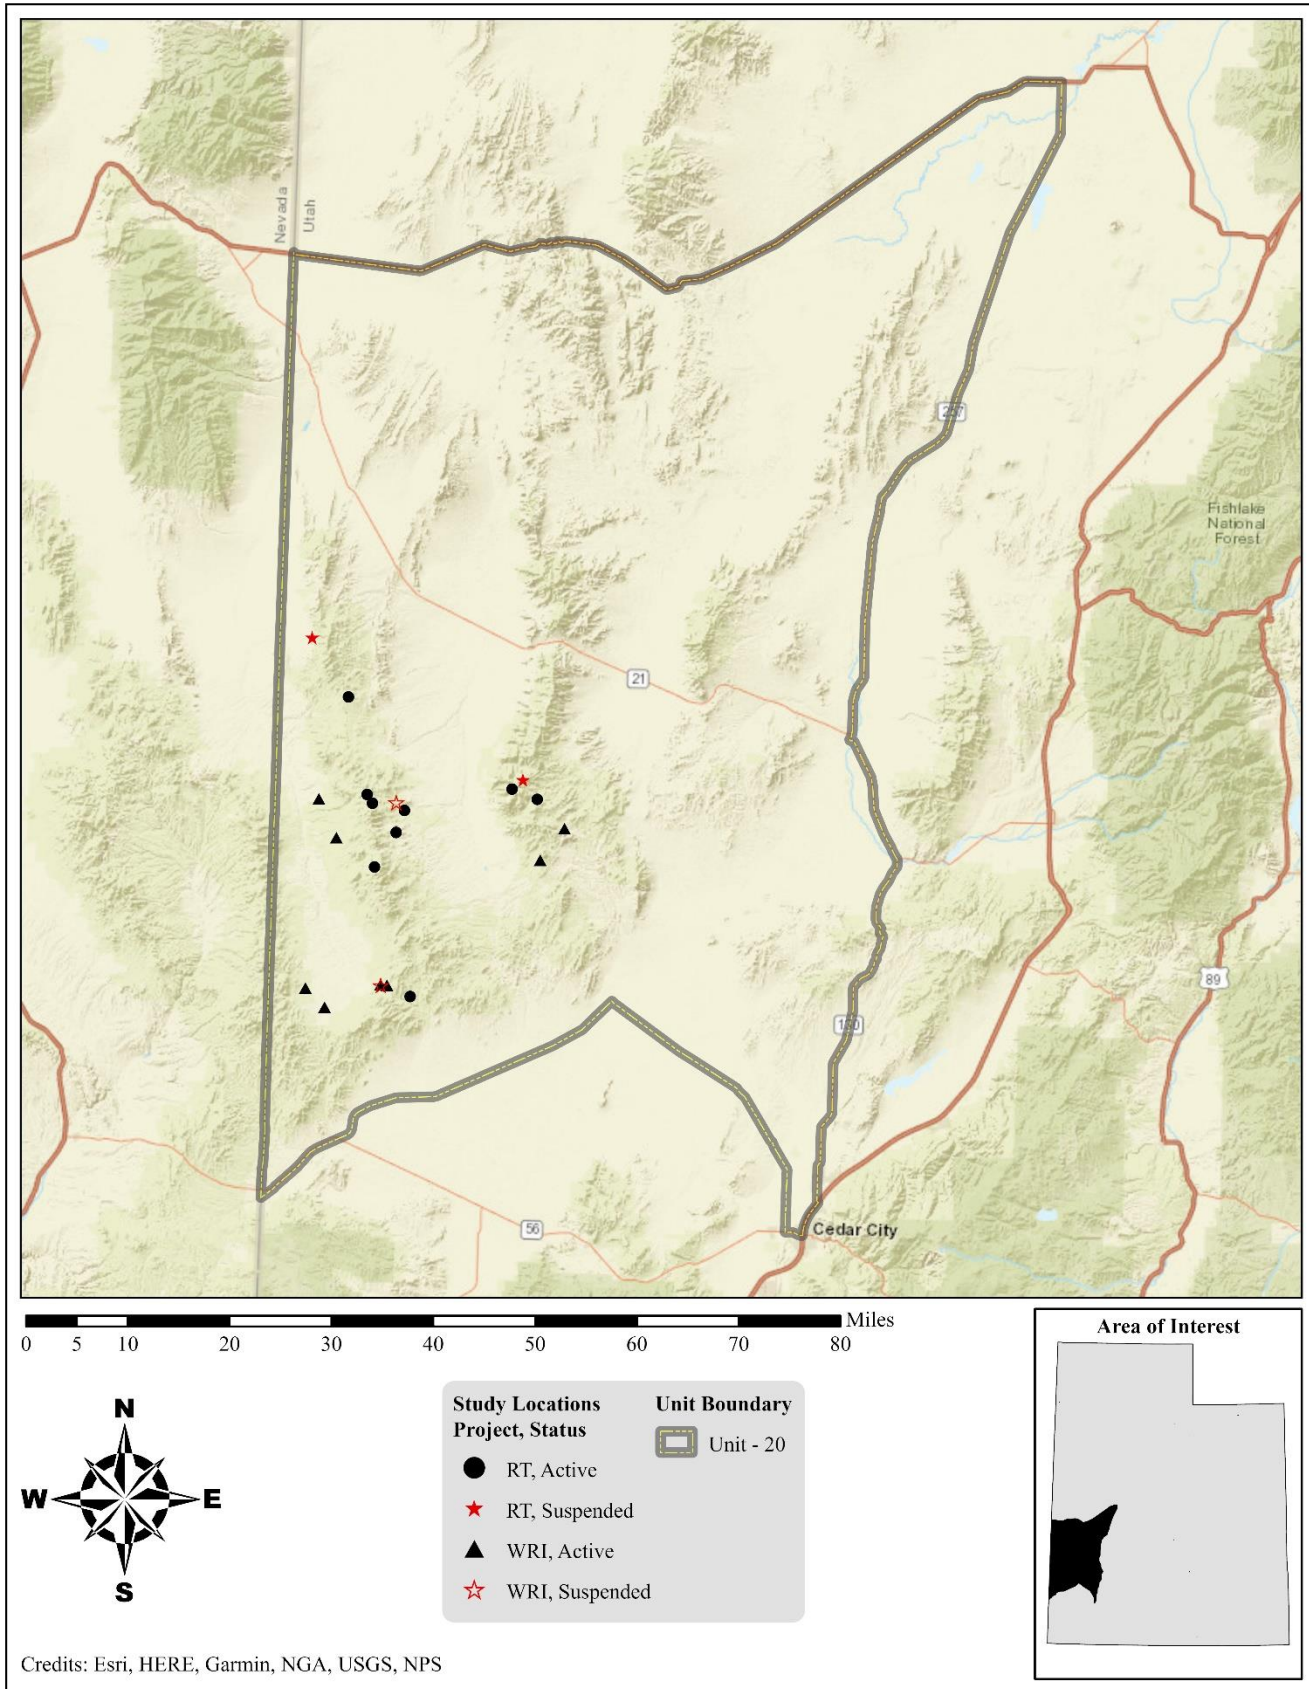 Nevada
Utah
257
Fishlake
National
Forest
21
89
130
56
Cedar City
Miles
0 5 10 20 30 40 50 60 70 80
N
W E
S
Study Locations
Project, Status
RT, Active
RT, Suspended
WRI, Active
WRI, Suspended
Unit Boundary
Unit - 20
Area of Interest
Credits: Esri, HERE, Garmin, NGA, USGS, NPS